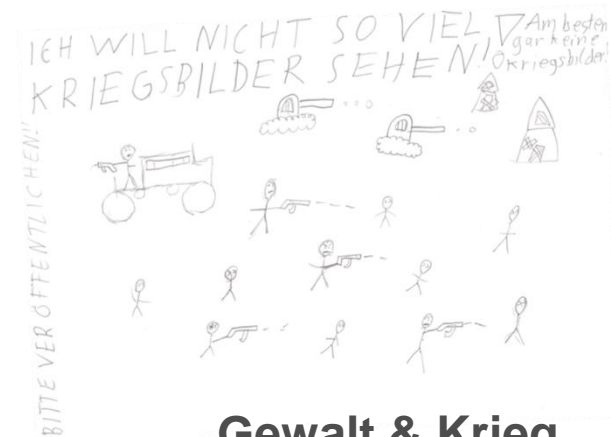 ICH WILL NICHT SO VIEL
KRIEGSBILDER SEHEN!
Am besten
gar keine
kriegsbilder!
BITTE VERÖFFENTLICHEN!!
Gewalt & Krieg